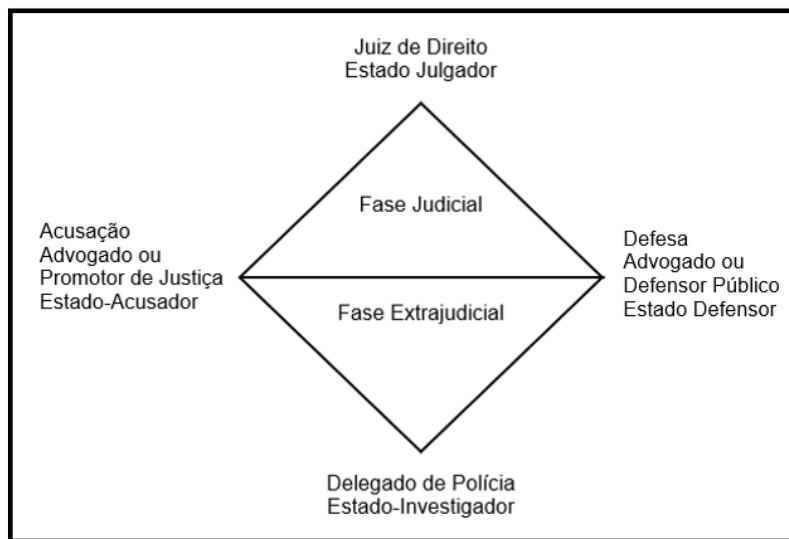 Juiz de Direito
Estado Julgador
Fase Judicial
Acusação
Advogado ou
Promotor de Justiça
Estado-Acusador
Defesa
Advogado ou
Defensor Público
Estado Defensor
Fase Extrajudicial
Delegado de Polícia
Estado-Investigador